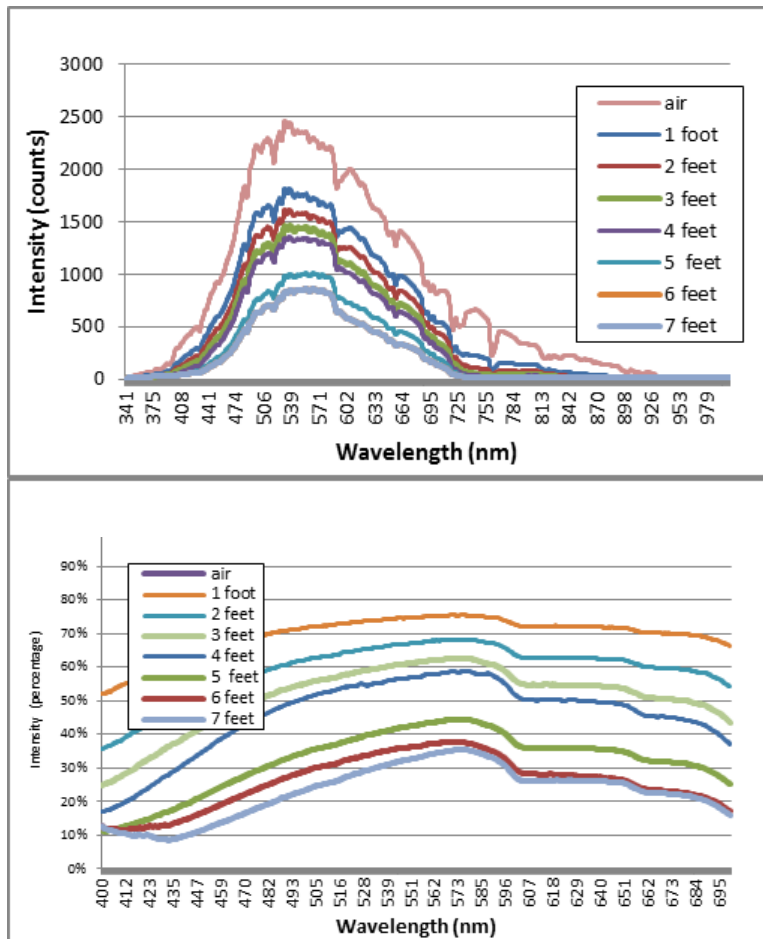 3000
2500
2000
1500
1000
500
0
Intensity (counts)
air
1 foot
2 feet
3 feet
4 feet
5 feet
6 feet
7 feet
341 375 408 441 474 506 539 571 602 633 664 695 725 755 784 813 842 870 898 926 953 979
Wavelength (nm)
90%
80%
70%
60%
50%
40%
30%
20%
10%
0%
Intensity (percentage)
air
1 foot
2 feet
3 feet
4 feet
5 feet
6 feet
7 feet
400 412 423 435 447 459 470 482 493 505 516 528 539 551 562 573 585 596 607 618 629 640 651 662 673 684 695
Wavelength (nm)